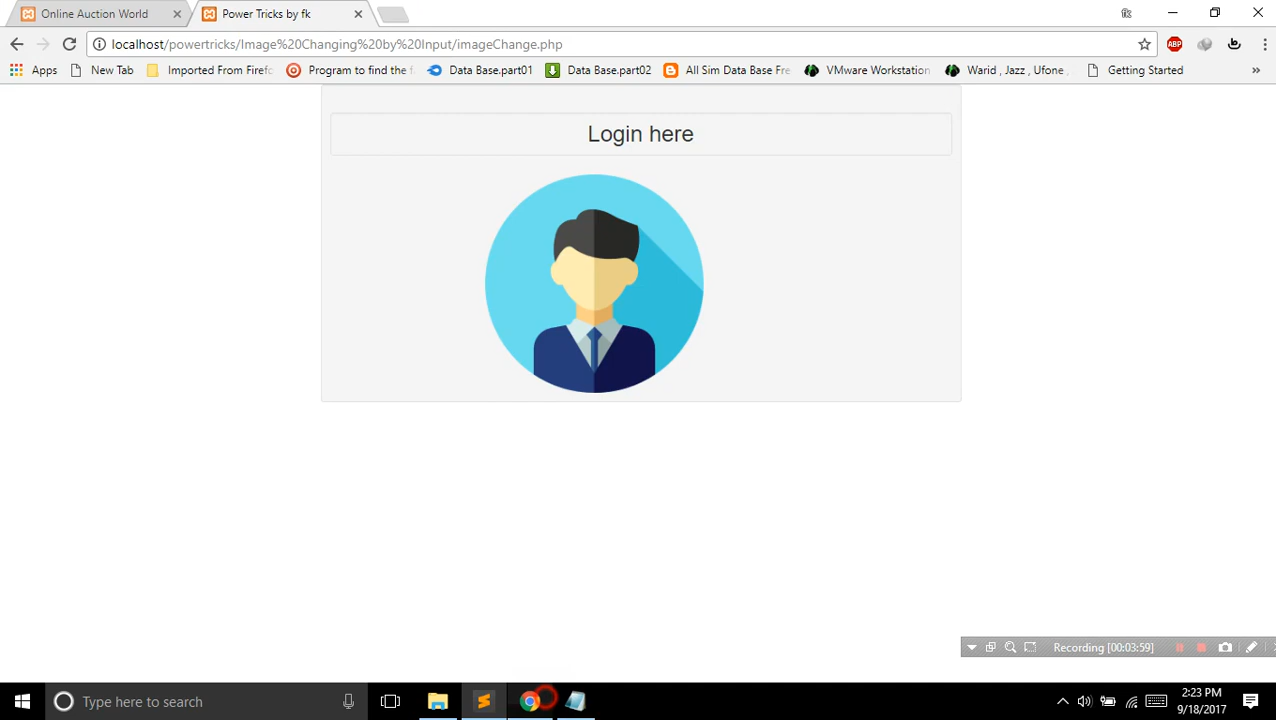 Online Auction World
Power Tricks by fk
fk
localhost/powertricks/Image%20Changing%20by%20Input/imageChange.php
ABP
Apps New Tab Imported From Firefo Program to find the f Data Base.part01 Data Base.part02 All Sim Data Base Fre VMware Workstation Warid , Jazz , Ufone , Getting Started »
Login here
Recording [00:03:59]
Type here to search
2:23 PM
9/18/2017